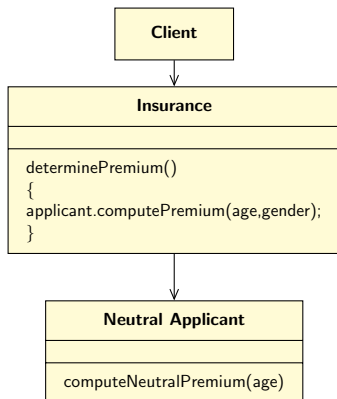 Client
Insurance
determinePremium()
{
applicant.computePremium(age,gender);
}
Neutral Applicant
computeNeutralPremium(age)